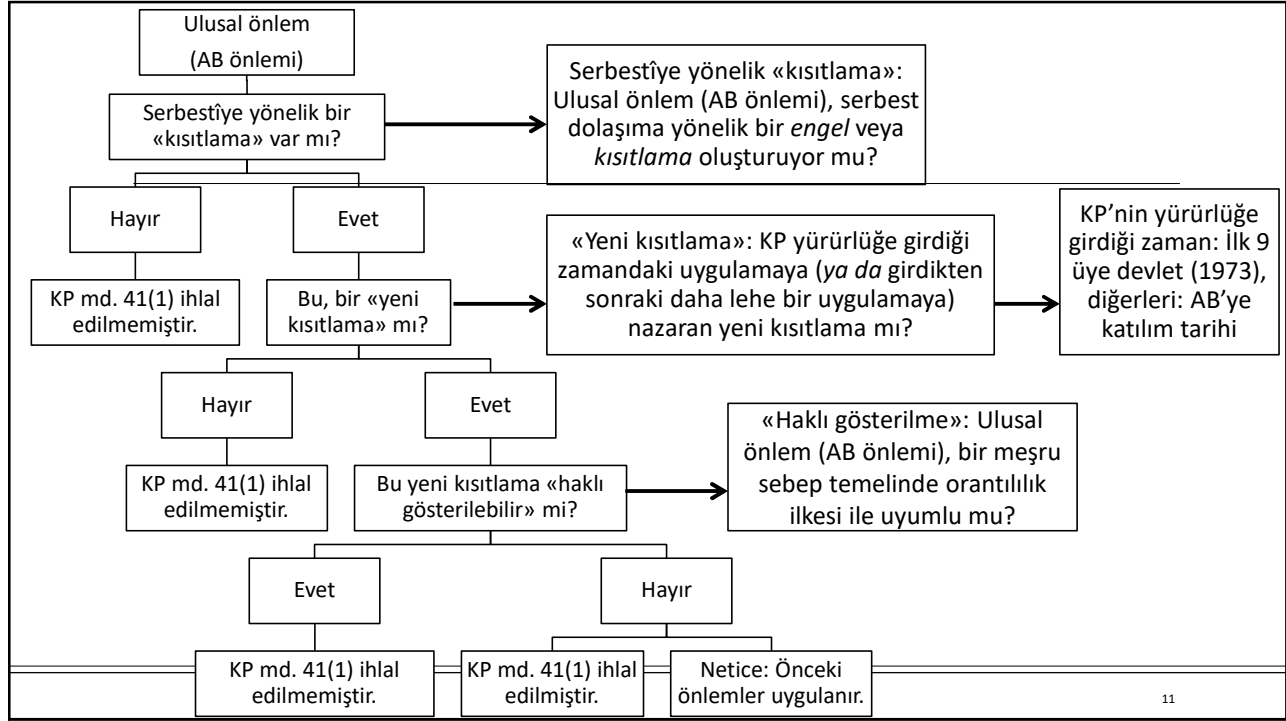 Ulusal önlem
(AB önlemi)
Serbestîye yönelik bir
«kısıtlama» var mı?
Serbestîye yönelik «kısıtlama»:
Ulusal önlem (AB önlemi), serbest
dolaşıma yönelik bir engel veya
kısıtlama oluşturuyor mu?
Hayır
Evet
KP md. 41(1) ihlal
edilmemiştir.
Bu, bir «yeni
kısıtlama» mı?
«Yeni kısıtlama»: KP yürürlüğe girdiği
zamandaki uygulamaya (ya da girdikten
sonraki daha lehe bir uygulamaya)
nazaran yeni kısıtlama mı?
KP’nin yürürlüğe
girdiği zaman: İlk 9
üye devlet (1973),
diğerleri: AB’ye
katılım tarihi
Hayır
Evet
KP md. 41(1) ihlal
edilmemiştir.
Bu yeni kısıtlama «haklı
gösterilebilir» mi?
«Haklı gösterilme»: Ulusal
önlem (AB önlemi), bir meşru
sebep temelinde orantılılık
ilkesi ile uyumlu mu?
Evet
Hayır
KP md. 41(1) ihlal
edilmemiştir.
KP md. 41(1) ihlal
edilmiştir.
Netice: Önceki
önlemler uygulanır.
11